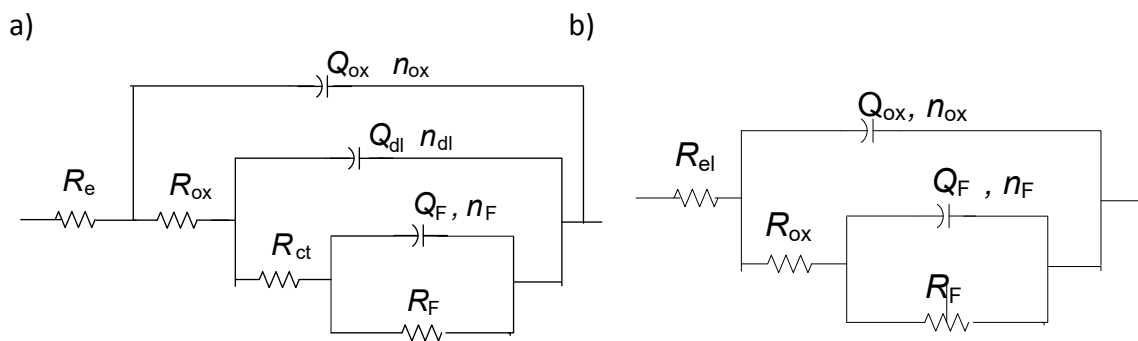 a)
Qox nox
Qdl ndl
Re
Rox
QF, nF
Rct
RF
b)
Qox, nox
Rel
QF , nF
Rox
RF